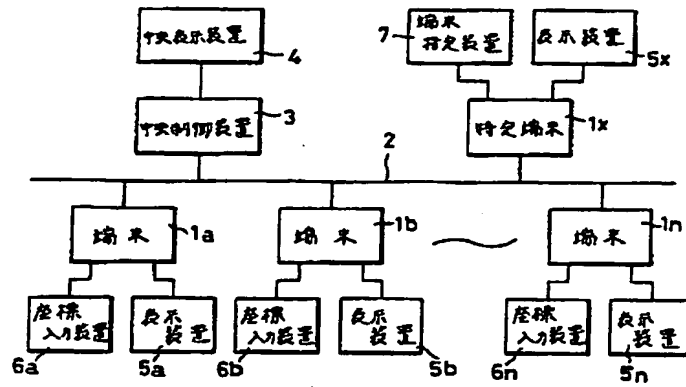 中央表示装置
4
7
端末
指定装置
表示装置
5x
中央制御装置
3
特定端末
1x
2
端末
1a
端末
1b
端末
1n
座標
入力装置
6a
表示
装置
5a
座標
入力装置
6b
表示
装置
5b
座標
入力装置
6n
表示
装置
5n